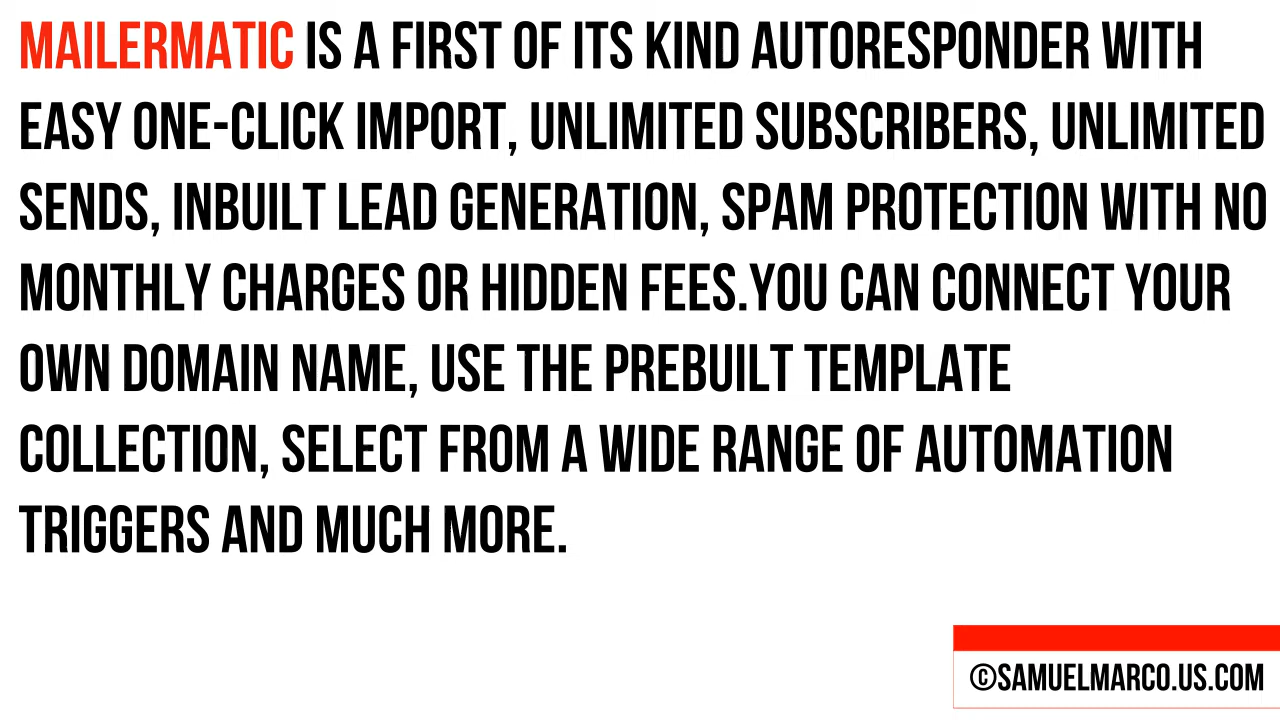 MAILERMATIC IS A FIRST OF ITS KIND AUTORESPONDER WITH
EASY ONE-CLICK IMPORT, UNLIMITED SUBSCRIBERS, UNLIMITED
SENDS, INBUILT LEAD GENERATION, SPAM PROTECTION WITH NO
MONTHLY CHARGES OR HIDDEN FEES.YOU CAN CONNECT YOUR
OWN DOMAIN NAME, USE THE PREBUILT TEMPLATE
COLLECTION, SELECT FROM A WIDE RANGE OF AUTOMATION
TRIGGERS AND MUCH MORE.
©SAMUELMARCO.US.COM